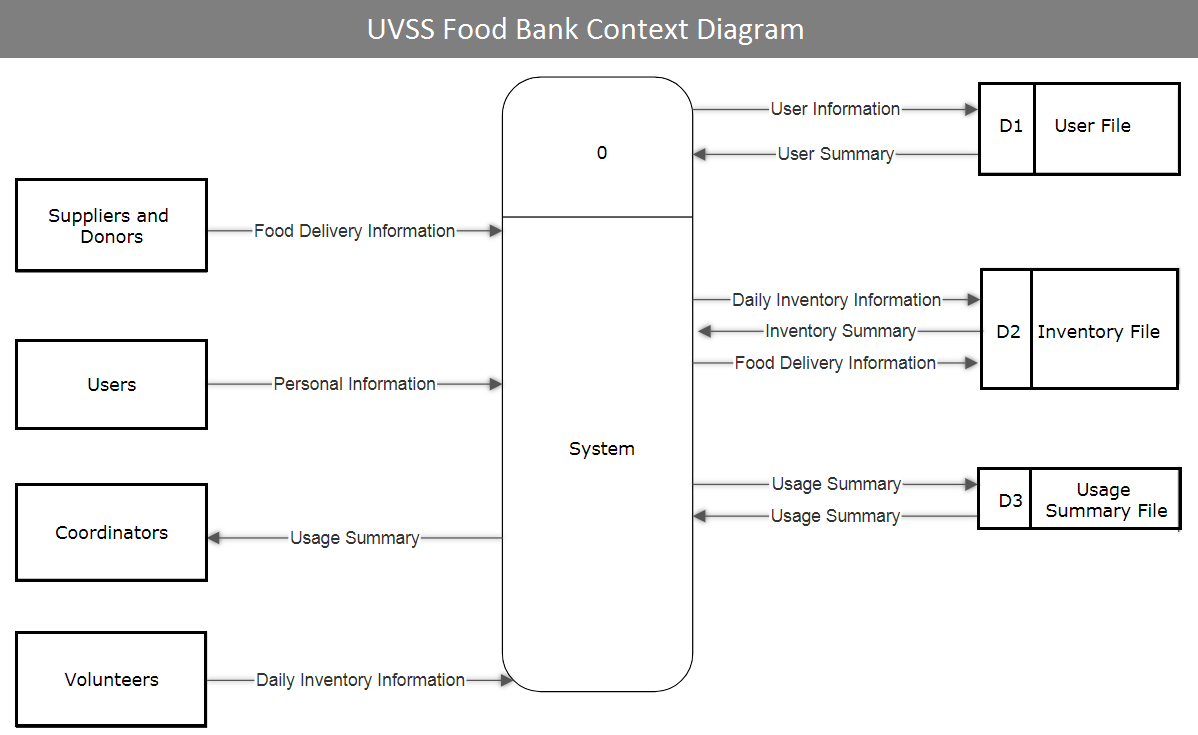 UVSS Food Bank Context Diagram
0
System
Suppliers and
Donors
Food Delivery Information
Users
Personal Information
Coordinators
Usage Summary
Volunteers
Daily Inventory Information
User Information
User Summary
D1
User File
Daily Inventory Information
Inventory Summary
Food Delivery Information
D2
Inventory File
Usage Summary
Usage Summary
D3
Usage
Summary File